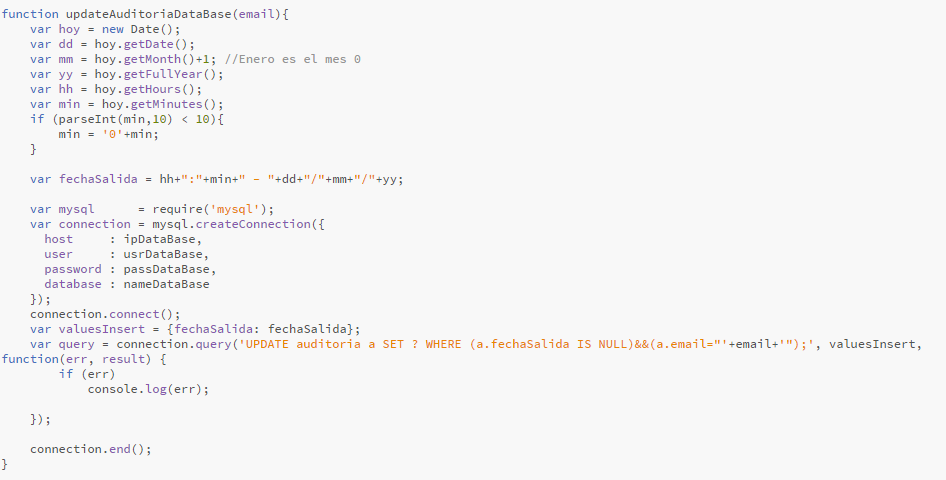 function updateAuditoriaDataBase(email){
    var hoy = new Date();
    var dd = hoy.getDate();
    var mm = hoy.getMonth()+1; //Enero es el mes 0
    var yy = hoy.getFullYear();
    var hh = hoy.getHours();
    var min = hoy.getMinutes();
    if (parseInt(min,10) < 10){
        min = '0'+min;
    }

    var fechaSalida = hh+":"+min+" - "+dd+"/"+mm+"/"+yy;

    var mysql      = require('mysql');
    var connection = mysql.createConnection({
      host     : ipDataBase,
      user     : usrDataBase,
      password : passDataBase,
      database : nameDataBase
    });
    connection.connect();
    var valuesInsert = {fechaSalida: fechaSalida};
    var query = connection.query('UPDATE auditoria a SET ? WHERE (a.fechaSalida IS NULL)&&(a.email="'+email+'");', valuesInsert,
function(err, result) {
        if (err)
            console.log(err);

    });

    connection.end();
}